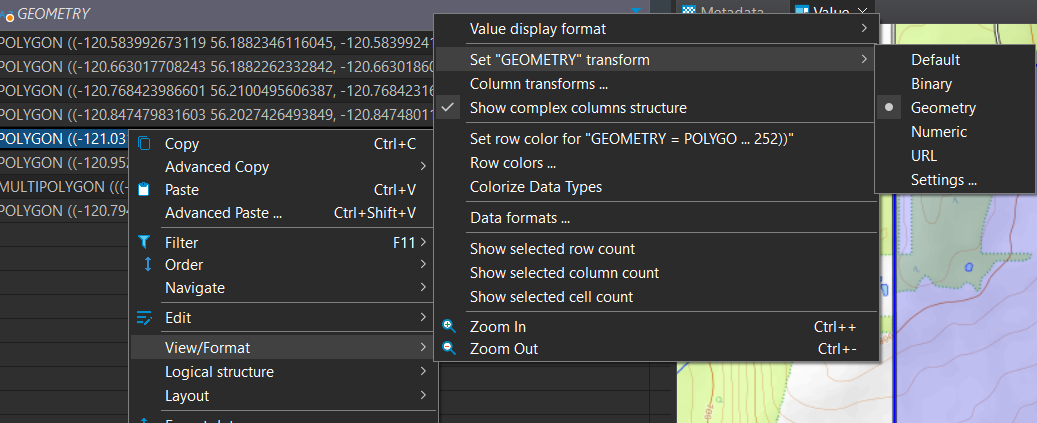 GEOMETRY
Metadata
Value
POLYGON ((-120.583992673119 56.1882346116045, -120.58399241
POLYGON ((-120.663017708243 56.1882262332842, -120.66301860
POLYGON ((-120.768423986601 56.2100495606387, -120.76842316
POLYGON ((-120.847479831603 56.2027426493849, -120.84748011
POLYGON ((-121.03
POLYGON ((-120.952
MULTIPOLYGON (((-
POLYGON ((-120.794
Copy Ctrl+C
Advanced Copy
Paste Ctrl+V
Advanced Paste ... Ctrl+Shift+V
Filter F11
Order
Navigate
Edit
View/Format
Logical structure
Layout
Value display format
Set "GEOMETRY" transform
Column transforms ...
Show complex columns structure
Set row color for "GEOMETRY = POLYGO ... 252))"
Row colors ...
Colorize Data Types
Data formats ...
Show selected row count
Show selected column count
Show selected cell count
Zoom In Ctrl++
Zoom Out Ctrl+-
Default
Binary
Geometry
Numeric
URL
Settings ...